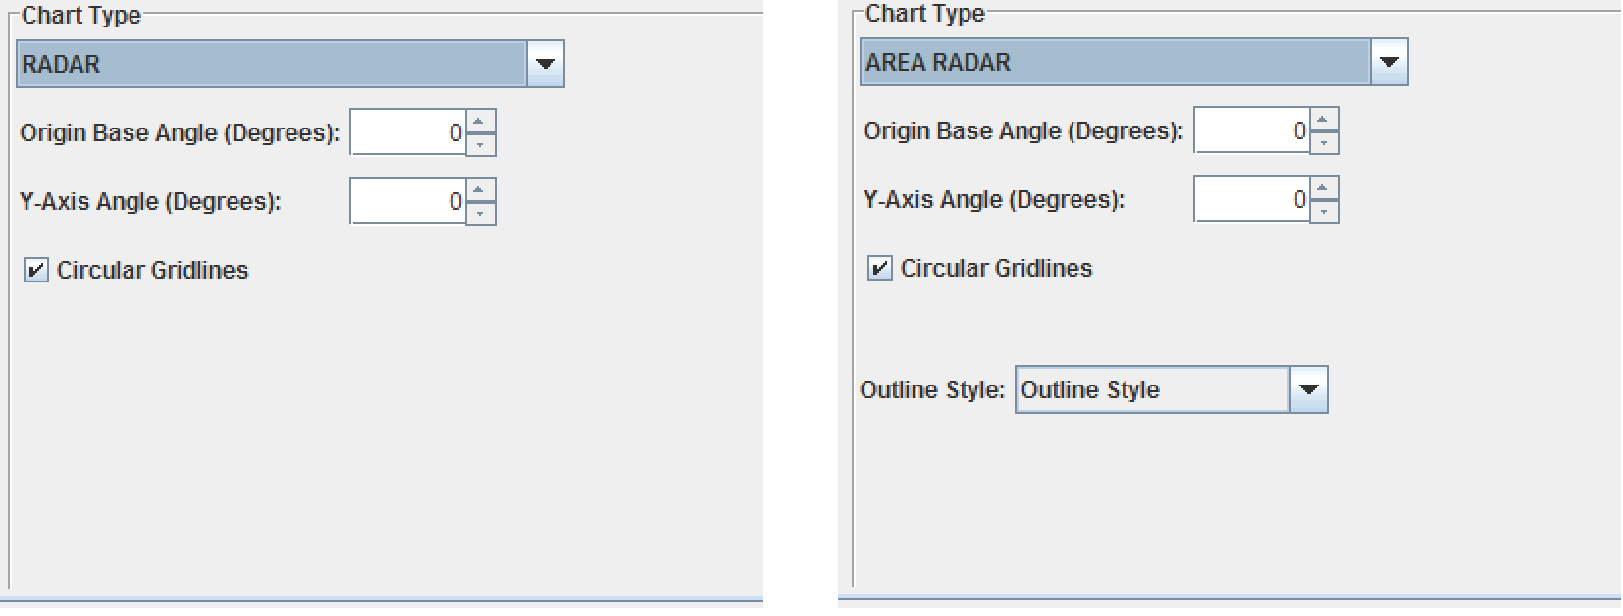 Chart Type
RADAR
Origin Base Angle (Degrees): 0
Y-Axis Angle (Degrees): 0
Circular Gridlines
Chart Type
AREA RADAR
Origin Base Angle (Degrees): 0
Y-Axis Angle (Degrees): 0
Circular Gridlines
Outline Style: Outline Style